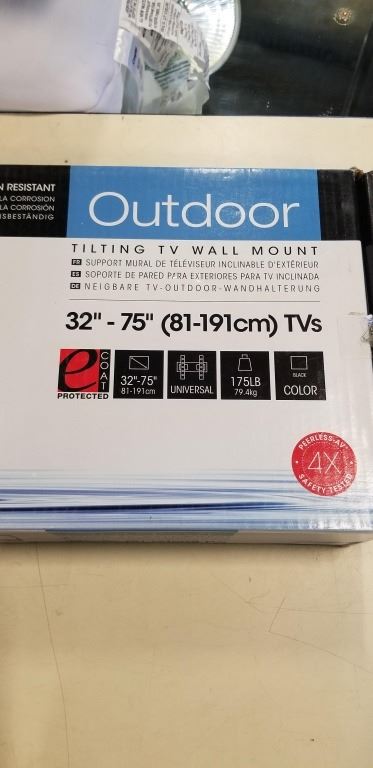 RESISTANT
LA CORROSION
LA CORROSIÓN
Outdoor
TILTING TV WALL MOUNT
FR SUPPORT MURAL DE TÉLÉVISEUR INCLINABLE D'EXTÉRIEUR
ES SOPORTE DE PARED PARA EXTERIORES PARA TV INCLINADA
DE NEIGBARE TV-OUTDOOR-WANDHALTERUNG
32" - 75" (81-191cm) TVs
e COAT
PROTECTED
32"-75"
81-191cm
UNIVERSAL
175LB
79.4kg
BLACK
COLOR
PEERLESS-AV
4X
SAFETY TESTED